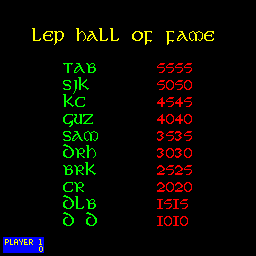 LEP HALL OF FAME
TAB 5555
SJK 5050
KC 4545
GUZ 4040
SAM 3535
DRH 3030
BRK 2525
CR 2020
DLB 1515
D D 1010
PLAYER 1
0